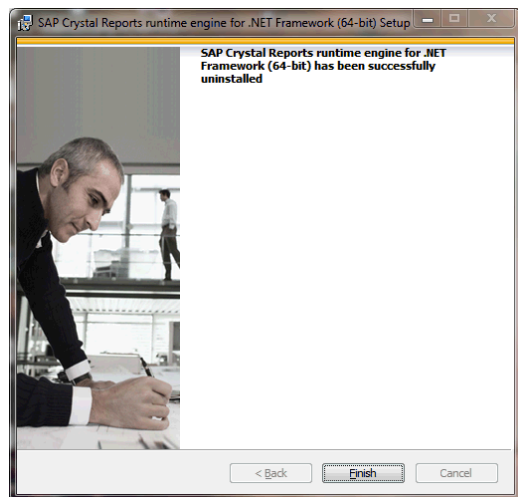 SAP Crystal Reports runtime engine for .NET Framework (64-bit) Setup
SAP Crystal Reports runtime engine for .NET
Framework (64-bit) has been successfully
uninstalled
< Back
Finish
Cancel